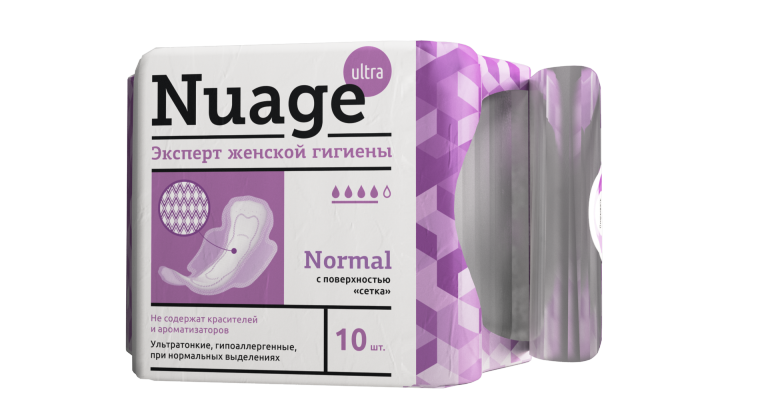 ultra
Nuage
Эксперт женской гигиены
Normal
с поверхностью
«сетка»
Не содержат красителей
и ароматизаторов
Ультратонкие, гипоаллергенные,
при нормальных выделениях
10 шт.